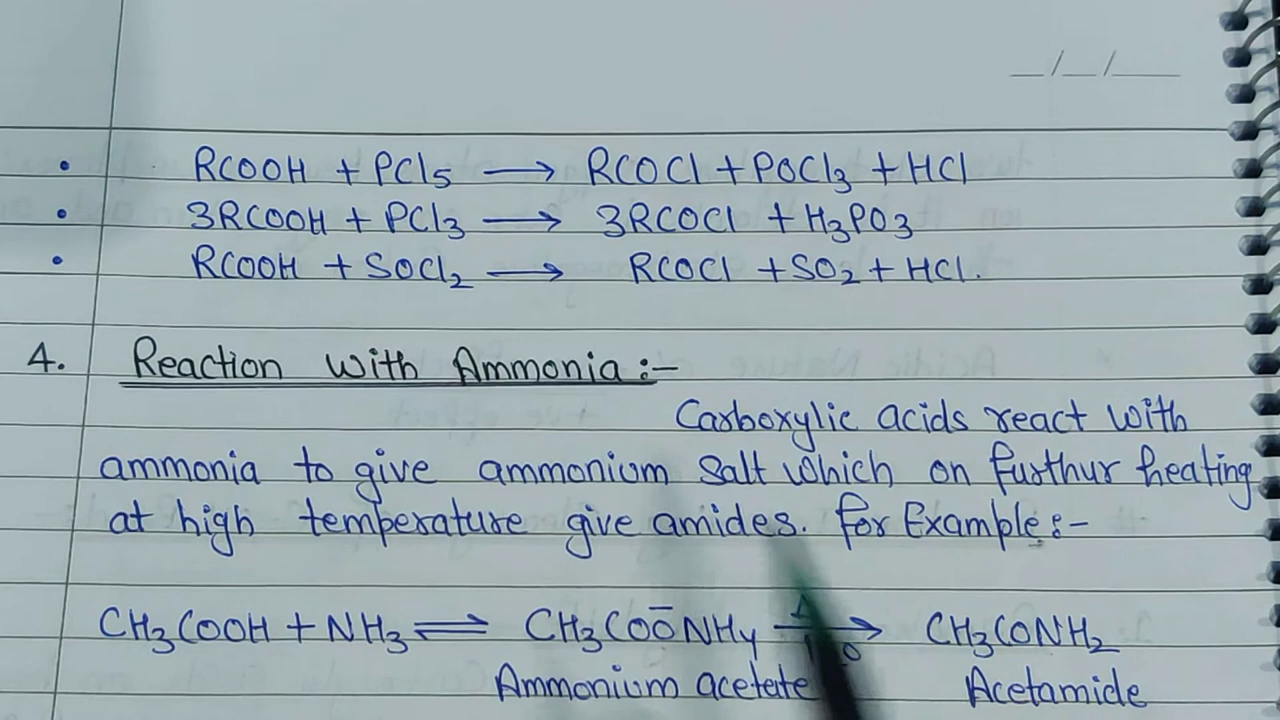 __/__/____
• RCOOH + PCl₅ ⟶ RCOCl + POCl₃ + HCl
• 3RCOOH + PCl₃ ⟶ 3RCOCl + H₃PO₃
• RCOOH + SOCl₂ ⟶ RCOCl + SO₂ + HCl.
4. Reaction with Ammonia :-
Carboxylic acids react with
ammonia to give ammonium salt which on furthur heating
at high temperature give amides. for Example :-
CH₃COOH + NH₃ ⇌ CH₃COŌNH₄ ⟶ CH₃CONH₂
Ammonium acetate Acetamide